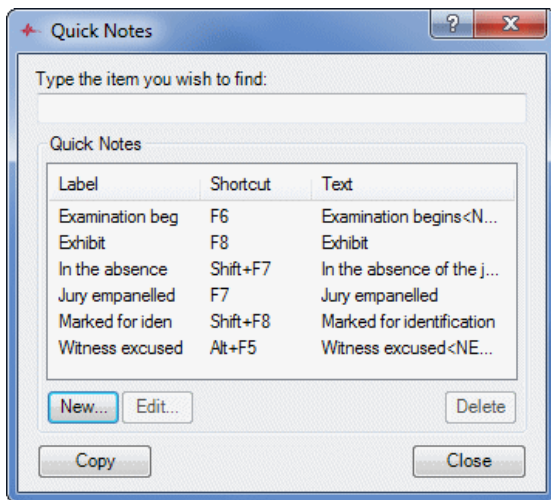 Quick Notes
Type the item you wish to find:
Quick Notes
Label Shortcut Text
Examination beg F6 Examination begins<N...
Exhibit F8 Exhibit
In the absence Shift+F7 In the absence of the j...
Jury empanelled F7 Jury empanelled
Marked for iden Shift+F8 Marked for identification
Witness excused Alt+F5 Witness excused<NE...
New... Edit... Delete
Copy Close